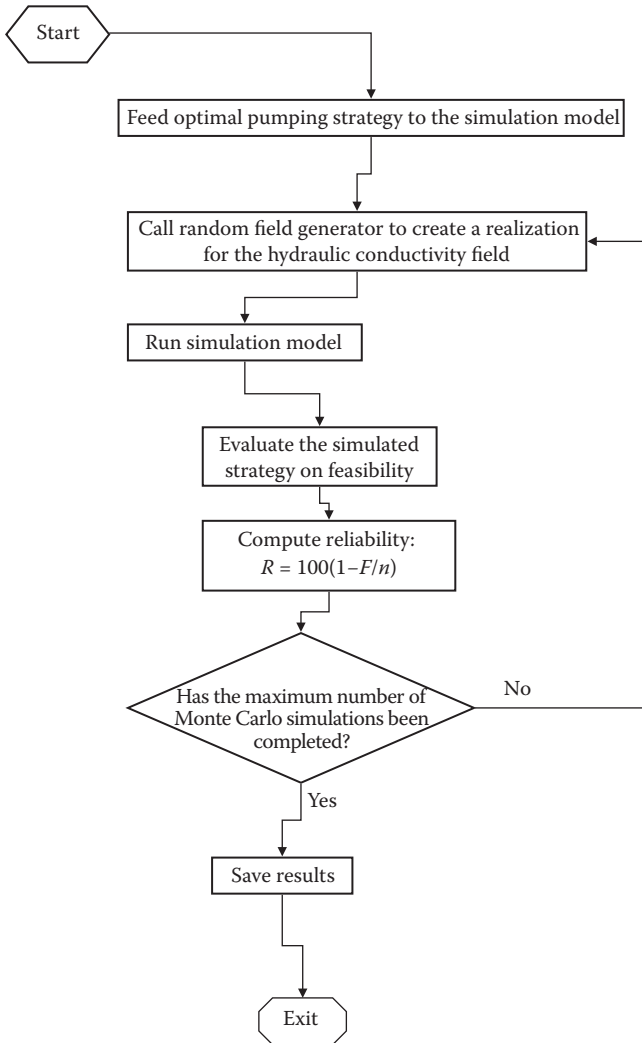 Start
Feed optimal pumping strategy to the simulation model
Call random field generator to create a realization
for the hydraulic conductivity field
Run simulation model
Evaluate the simulated
strategy on feasibility
Compute reliability:
R = 100(1–F/n)
Has the maximum number of
Monte Carlo simulations been
completed?
No
Yes
Save results
Exit